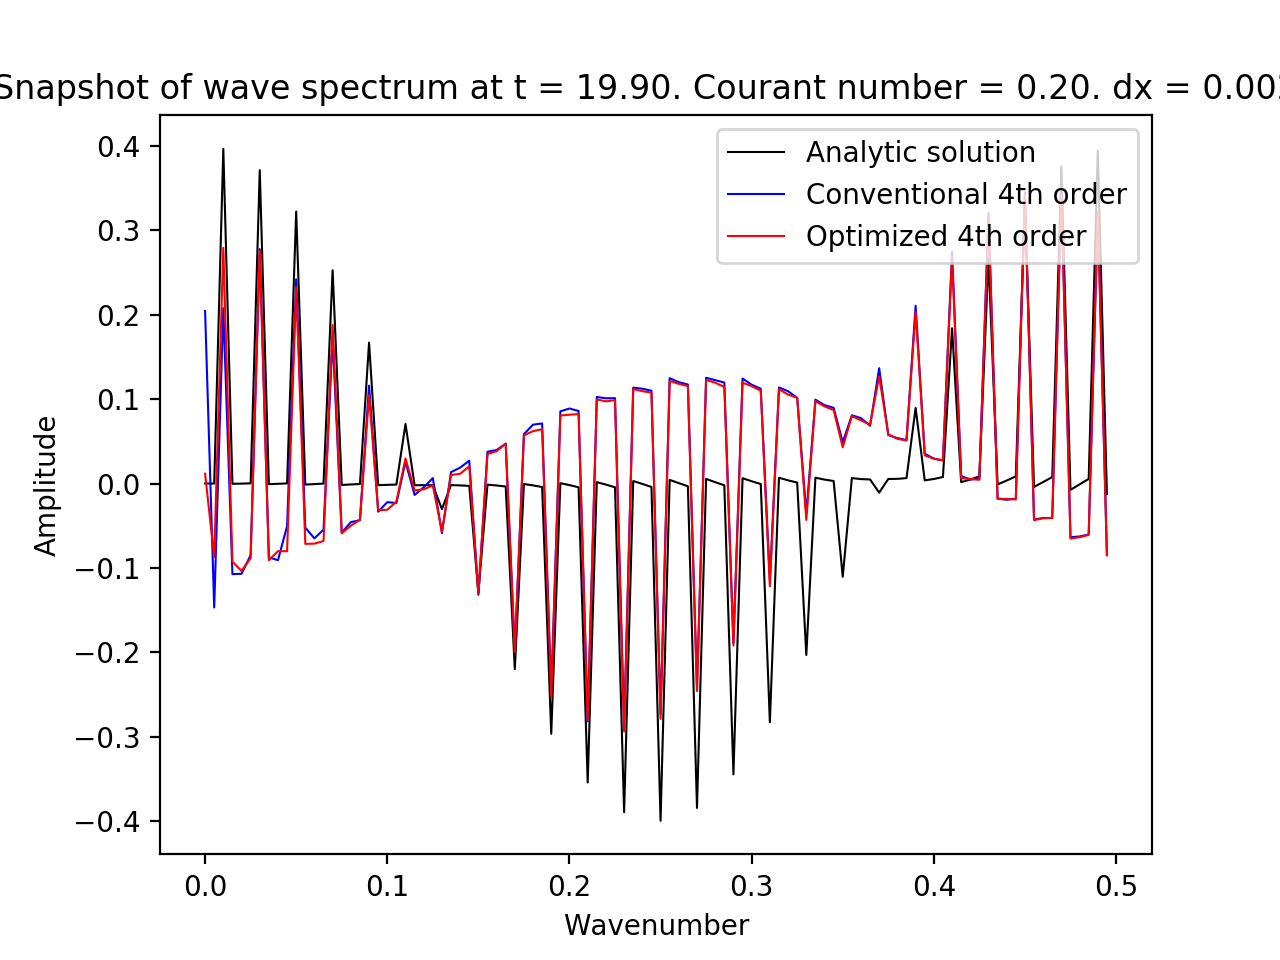 Snapshot of wave spectrum at t = 19.90. Courant number = 0.20. dx = 0.00
Analytic solution
Conventional 4th order
Optimized 4th order
Amplitude
0.4
0.3
0.2
0.1
0.0
−0.1
−0.2
−0.3
−0.4
0.0 0.1 0.2 0.3 0.4 0.5
Wavenumber